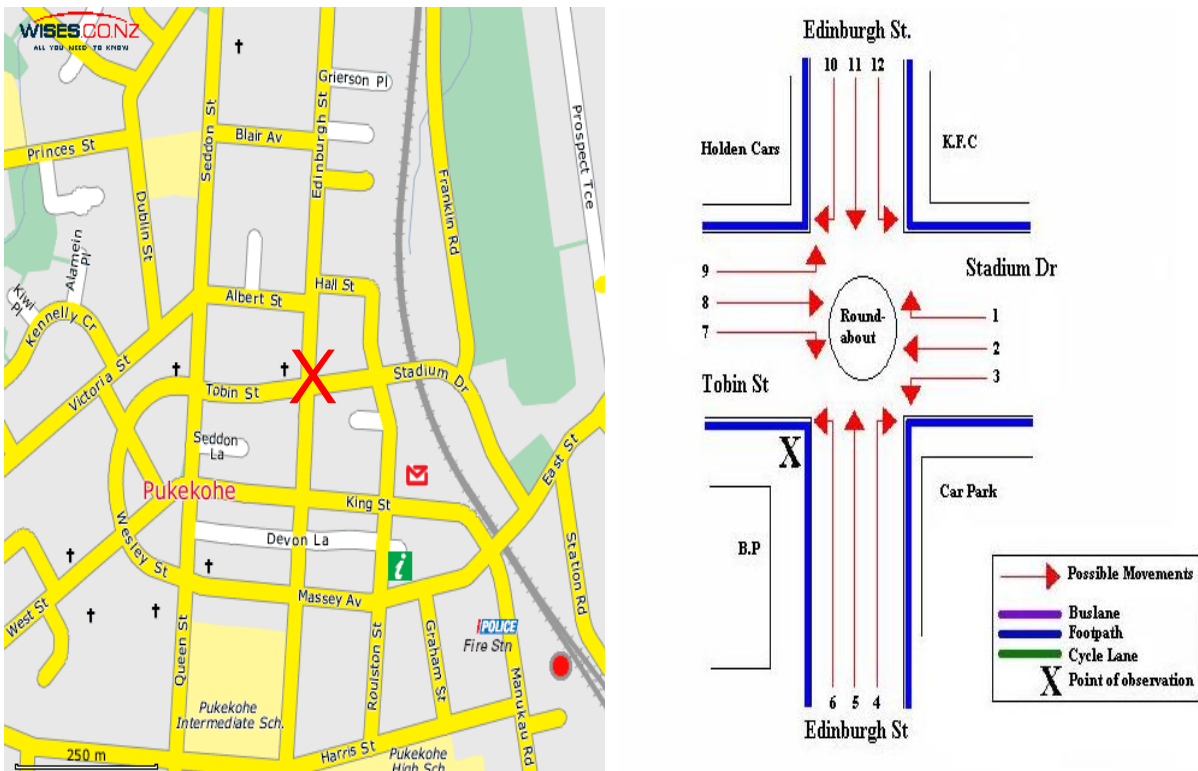 WISES.CO.NZ
ALL YOU NEED TO KNOW
Grierson Pl
Seddon St
Edinburgh St
Blair Av
Princes St
Dublin St
Franklin Rd
Prospect Tce
Alamein Pl
Kiwi Pl
Kennelly Cr
Hall St
Albert St
Victoria St
X
Tobin St
Stadium Dr
Seddon La
Pukekohe
King St
East St
Devon La
Wesley St
i
Station Rd
Massey Av
West St
POLICE
Fire Stn
Queen St
Roulston St
Graham St
Manukau Rd
Pukekohe
Intermediate Sch.
250 m
Harris St
Pukekohe
High Sch
Edinburgh St.
10 11 12
Holden Cars
K.F.C
9
Stadium Dr
8
Round-
about
1
7
2
Tobin St
3
X
Car Park
B.P
6 5 4
Edinburgh St
Possible Movements
Buslane
Footpath
Cycle Lane
X Point of observation